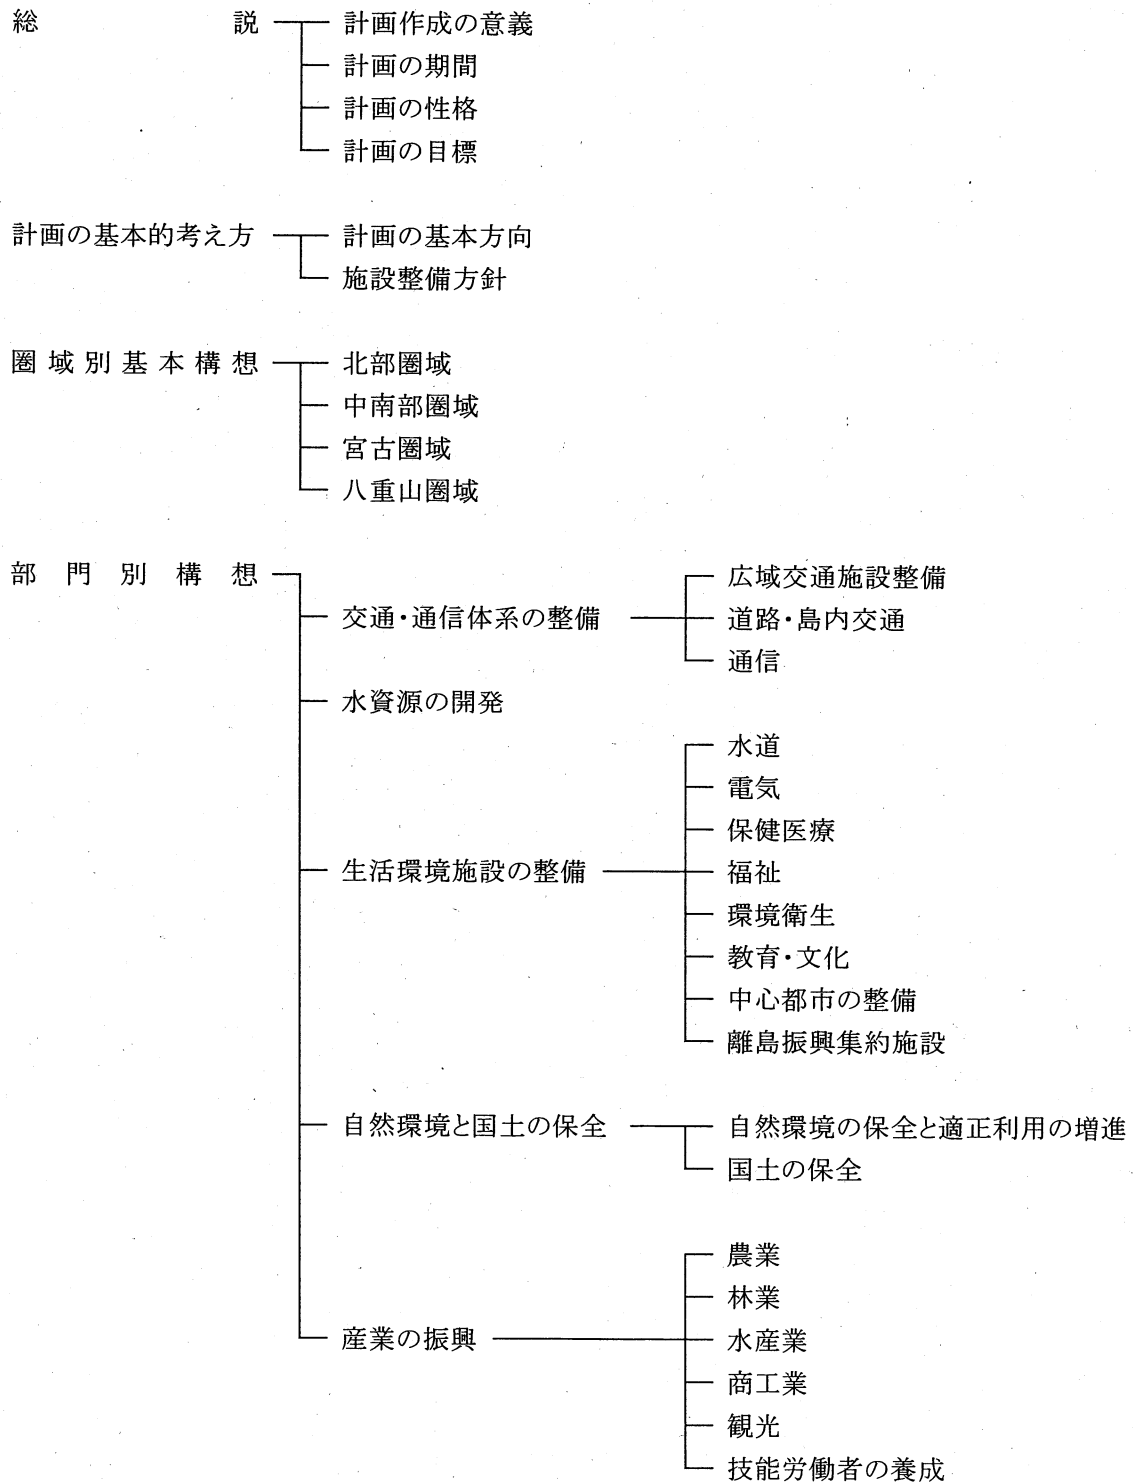 総説
計画作成の意義
計画の期間
計画の性格
計画の目標
計画の基本的考え方
計画の基本方向
施設整備方針
圏域別基本構想
北部圏域
中南部圏域
宮古圏域
八重山圏域
部門別構想
交通・通信体系の整備
広域交通施設整備
道路・島内交通
通信
水資源の開発
生活環境施設の整備
水道
電気
保健医療
福祉
環境衛生
教育・文化
中心都市の整備
離島振興集約施設
自然環境と国土の保全
自然環境の保全と適正利用の増進
国土の保全
産業の振興
農業
林業
水産業
商工業
観光
技能労働者の養成